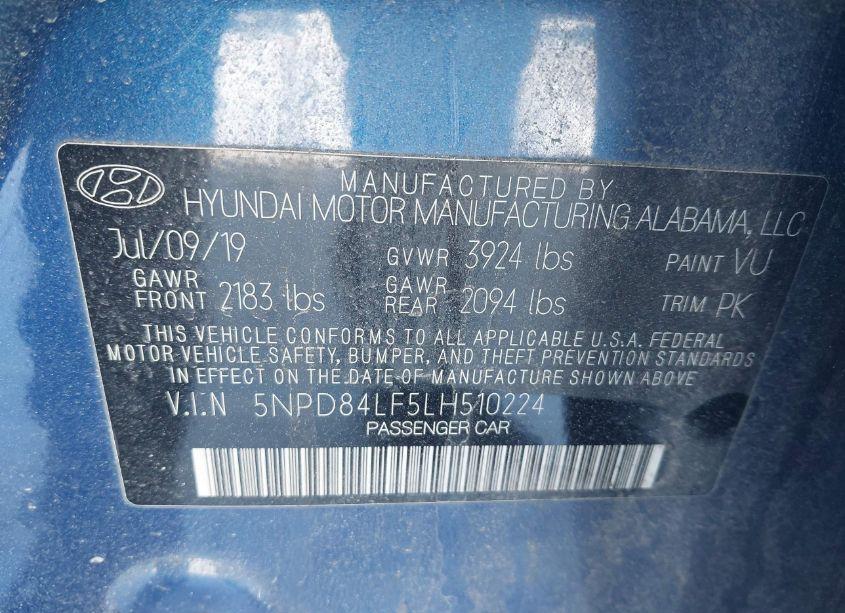 MANUFACTURED BY
HYUNDAI MOTOR MANUFACTURING ALABAMA, LLC
Jul/09/19 GVWR 3924 lbs PAINT VU
GAWR FRONT 2183 lbs GAWR REAR 2094 lbs TRIM PK
THIS VEHICLE CONFORMS TO ALL APPLICABLE U.S.A. FEDERAL
MOTOR VEHICLE SAFETY, BUMPER, AND THEFT PREVENTION STANDARDS
IN EFFECT ON THE DATE OF MANUFACTURE SHOWN ABOVE
V.I.N 5NPD84LF5LH510224
PASSENGER CAR